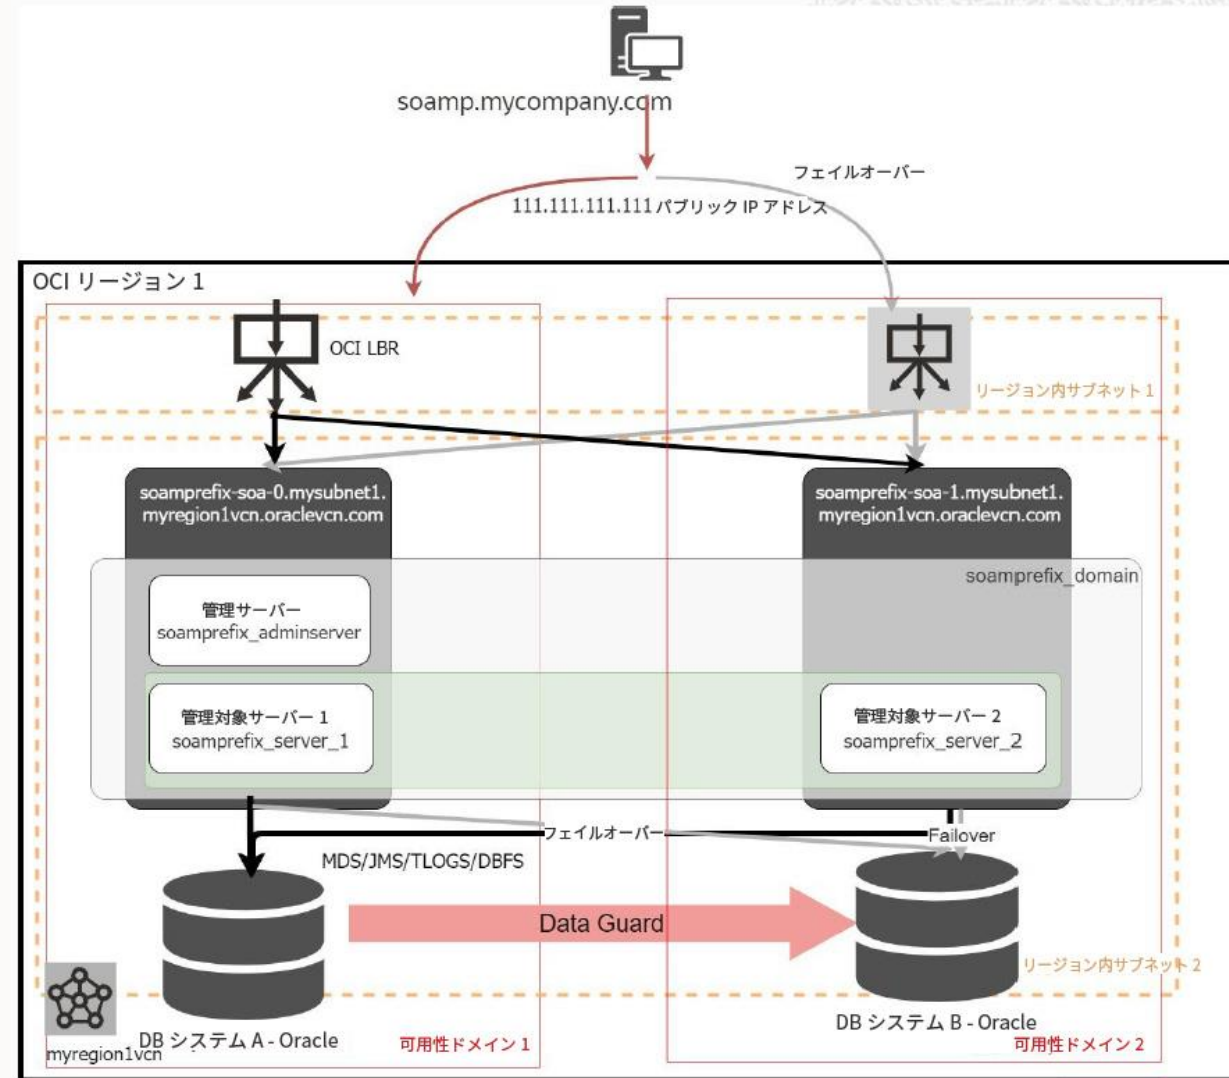 soamp.mycompany.com
フェイルオーバー
111.111.111.111 パブリック IP アドレス
OCI リージョン 1
OCI LBR
リージョン内サブネット 1
soamprefix-soa-0.mysubnet1.
myregion1vcn.oraclevcn.com
soamprefix-soa-1.mysubnet1.
myregion1vcn.oraclevcn.com
soamprefix_domain
管理サーバー
soamprefix_adminserver
管理対象サーバー 1
soamprefix_server_1
管理対象サーバー 2
soamprefix_server_2
フェイルオーバー
Failover
MDS/JMS/TLOGS/DBFS
Data Guard
リージョン内サブネット 2
DB システム A - Oracle
可用性ドメイン 1
DB システム B - Oracle
可用性ドメイン 2
myregion1vcn